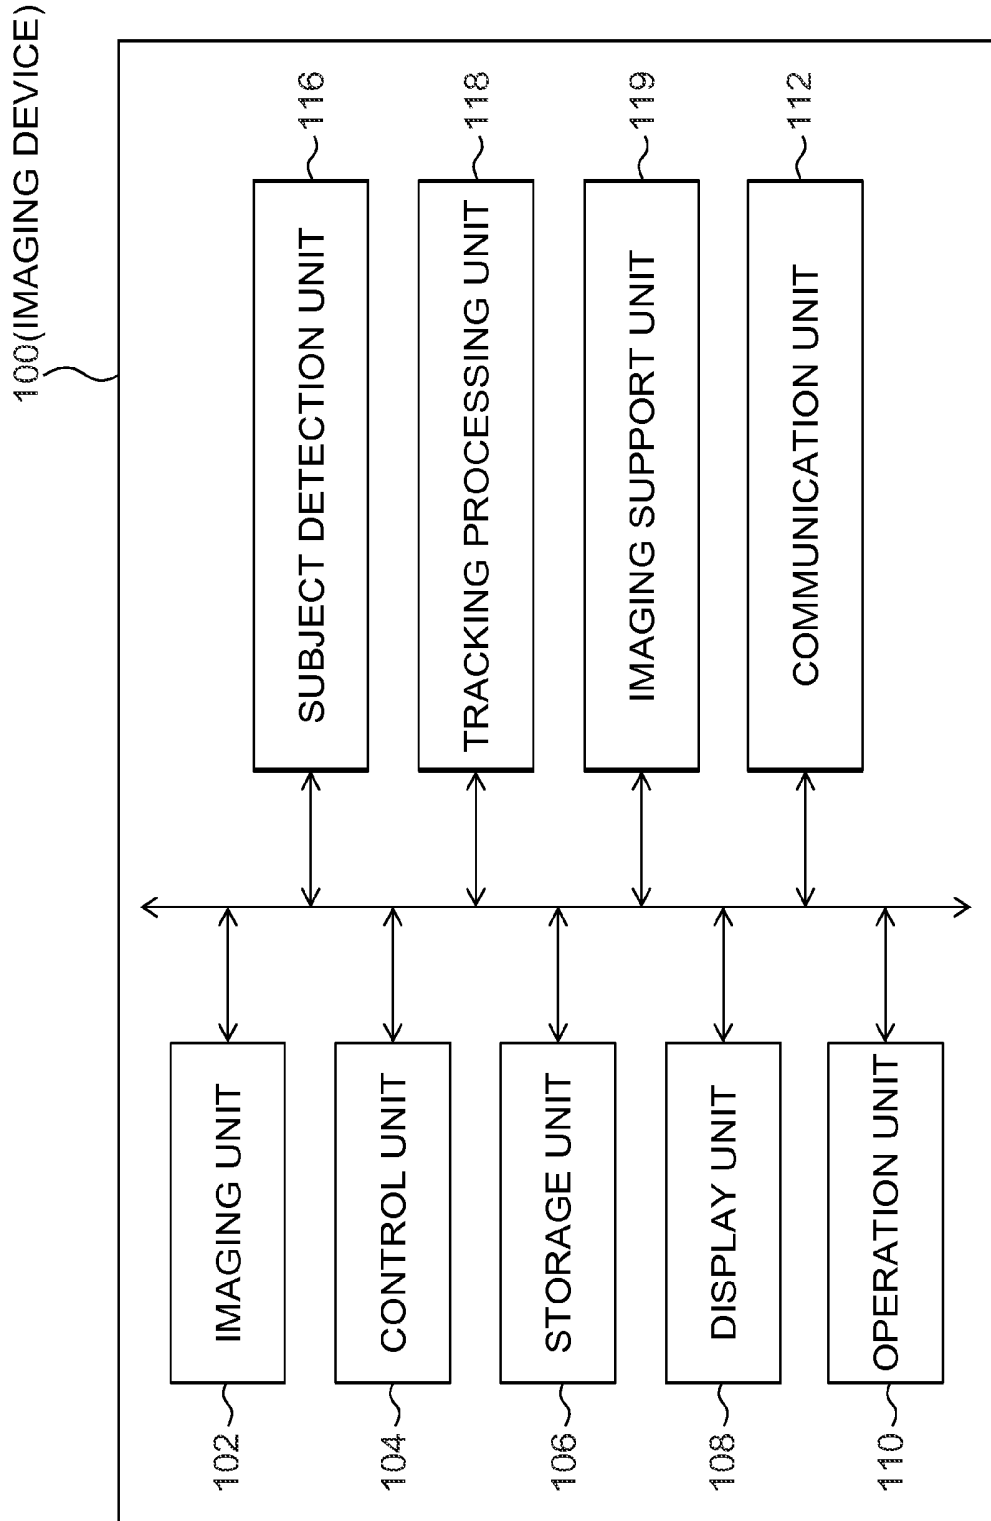 100(IMAGING DEVICE)
102
IMAGING UNIT
104
CONTROL UNIT
106
STORAGE UNIT
108
DISPLAY UNIT
110
OPERATION UNIT
SUBJECT DETECTION UNIT
116
TRACKING PROCESSING UNIT
118
IMAGING SUPPORT UNIT
119
COMMUNICATION UNIT
112